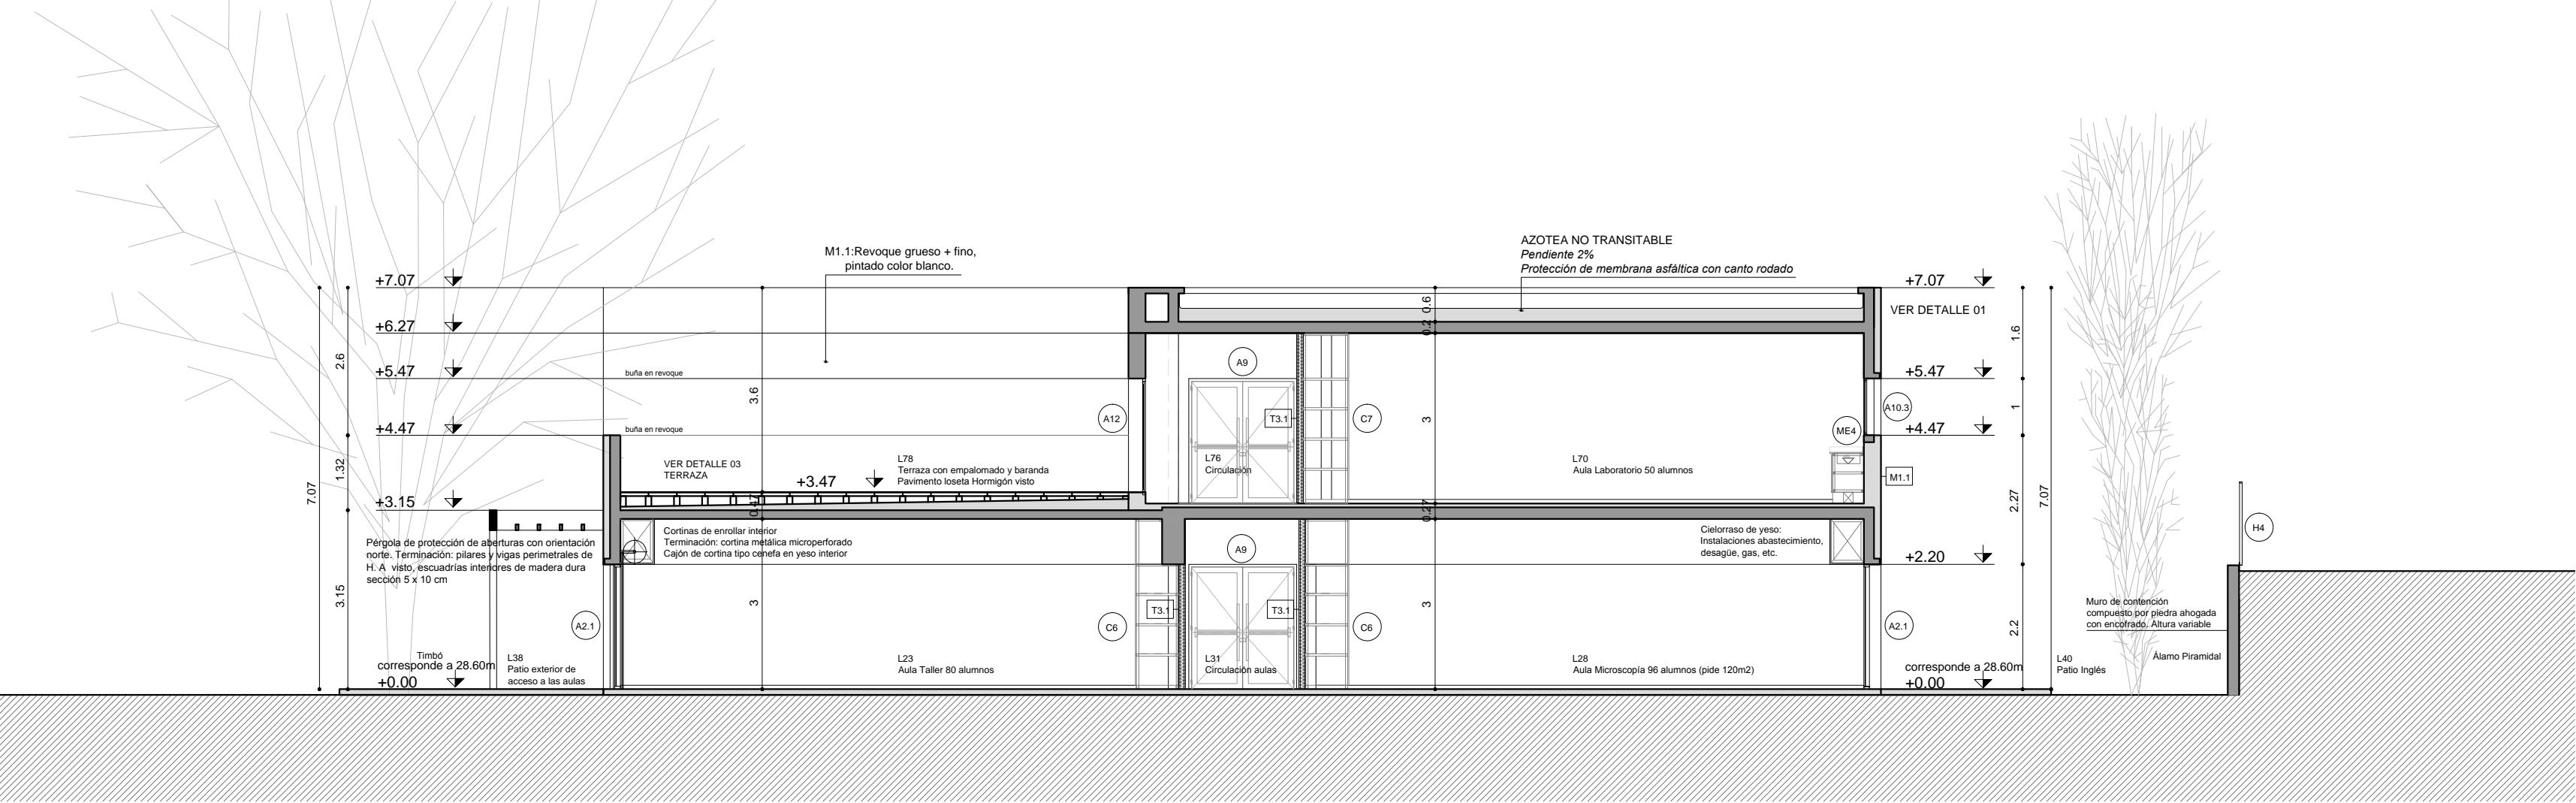 AZOTEA NO TRANSITABLE
Pendiente 2%
Protección de membrana asfáltica con canto rodado
M1.1:Revoque grueso + fino,
pintado color blanco.
+7.07
+7.07
VER DETALLE 01
+6.27
+5.47
+5.47
+4.47
+4.47
+3.15
+2.20
2.6
1.32
3.15
7.07
buña en revoque
buña en revoque
3.6
0.47
3
0.6
0.2
3
0.27
3
1.6
1
2.27
2.2
7.07
A9
A12
T3.1
C7
A10.3
ME4
M1.1
VER DETALLE 03
TERRAZA
+3.47
L78
Terraza con empalomado y baranda
Pavimento loseta Hormigón visto
L76
Circulación
L70
Aula Laboratorio 50 alumnos
H4
Pérgola de protección de aberturas con orientación
norte. Terminación: pilares y vigas perimetrales de
H. A visto, escuadrías interiores de madera dura
sección 5 x 10 cm
Cortinas de enrollar interior
Terminación: cortina metálica microperforado
Cajón de cortina tipo cenefa en yeso interior
A9
Cielorraso de yeso:
Instalaciones abastecimiento,
desagüe, gas, etc.
A2.1
C6
T3.1
T3.1
C6
A2.1
Muro de contención
compuesto por piedra ahogada
con encofrado. Altura variable
Timbó
corresponde a 28.60m
+0.00
L38
Patio exterior de
acceso a las aulas
L23
Aula Taller 80 alumnos
L31
Circulación aulas
L28
Aula Microscopía 96 alumnos (pide 120m2)
corresponde a 28.60m
+0.00
L40
Patio Inglés
Álamo Piramidal